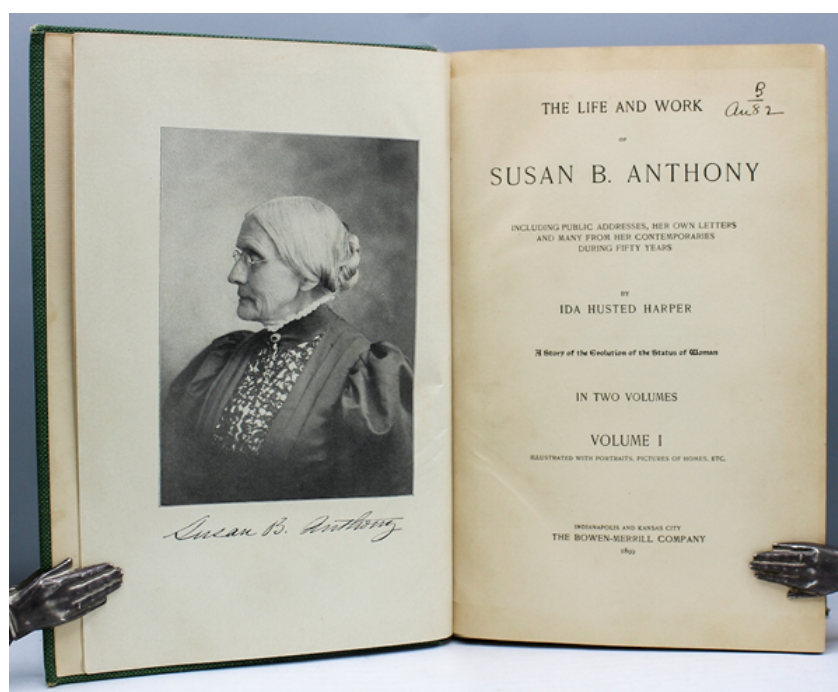 Susan B. Anthony
B
An82
THE LIFE AND WORK
OF
SUSAN B. ANTHONY
INCLUDING PUBLIC ADDRESSES, HER OWN LETTERS
AND MANY FROM HER CONTEMPORARIES
DURING FIFTY YEARS
BY
IDA HUSTED HARPER
A Story of the Evolution of the Status of Woman
IN TWO VOLUMES
VOLUME I
ILLUSTRATED WITH PORTRAITS, PICTURES OF HOMES, ETC.
INDIANAPOLIS AND KANSAS CITY
THE BOWEN-MERRILL COMPANY
1899